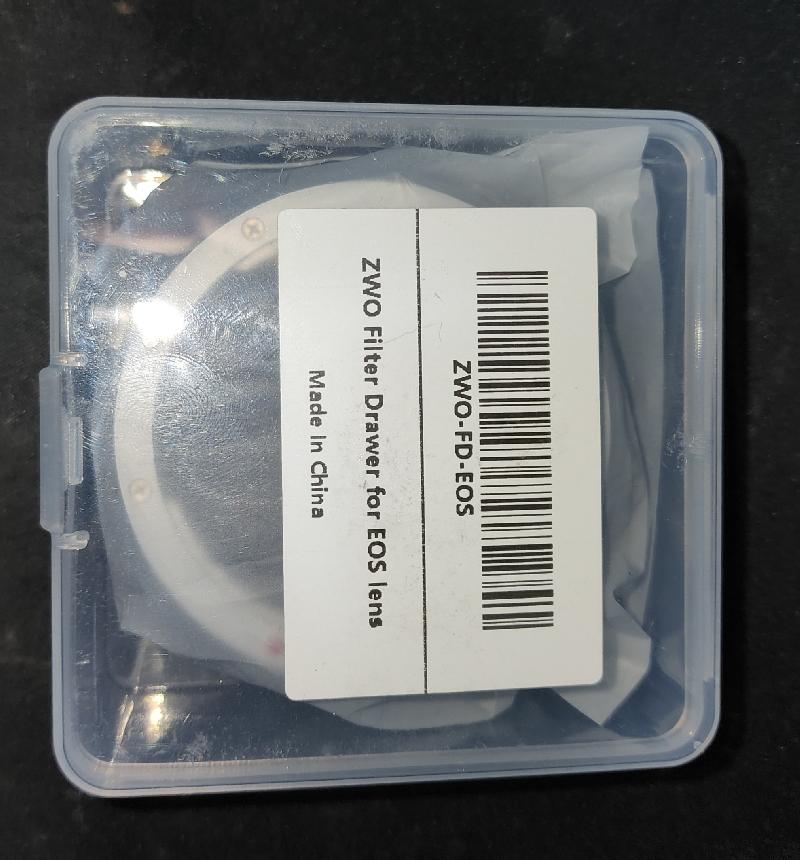 ZWO-FD-EOS
ZWO Filter Drawer for EOS lens
Made in China